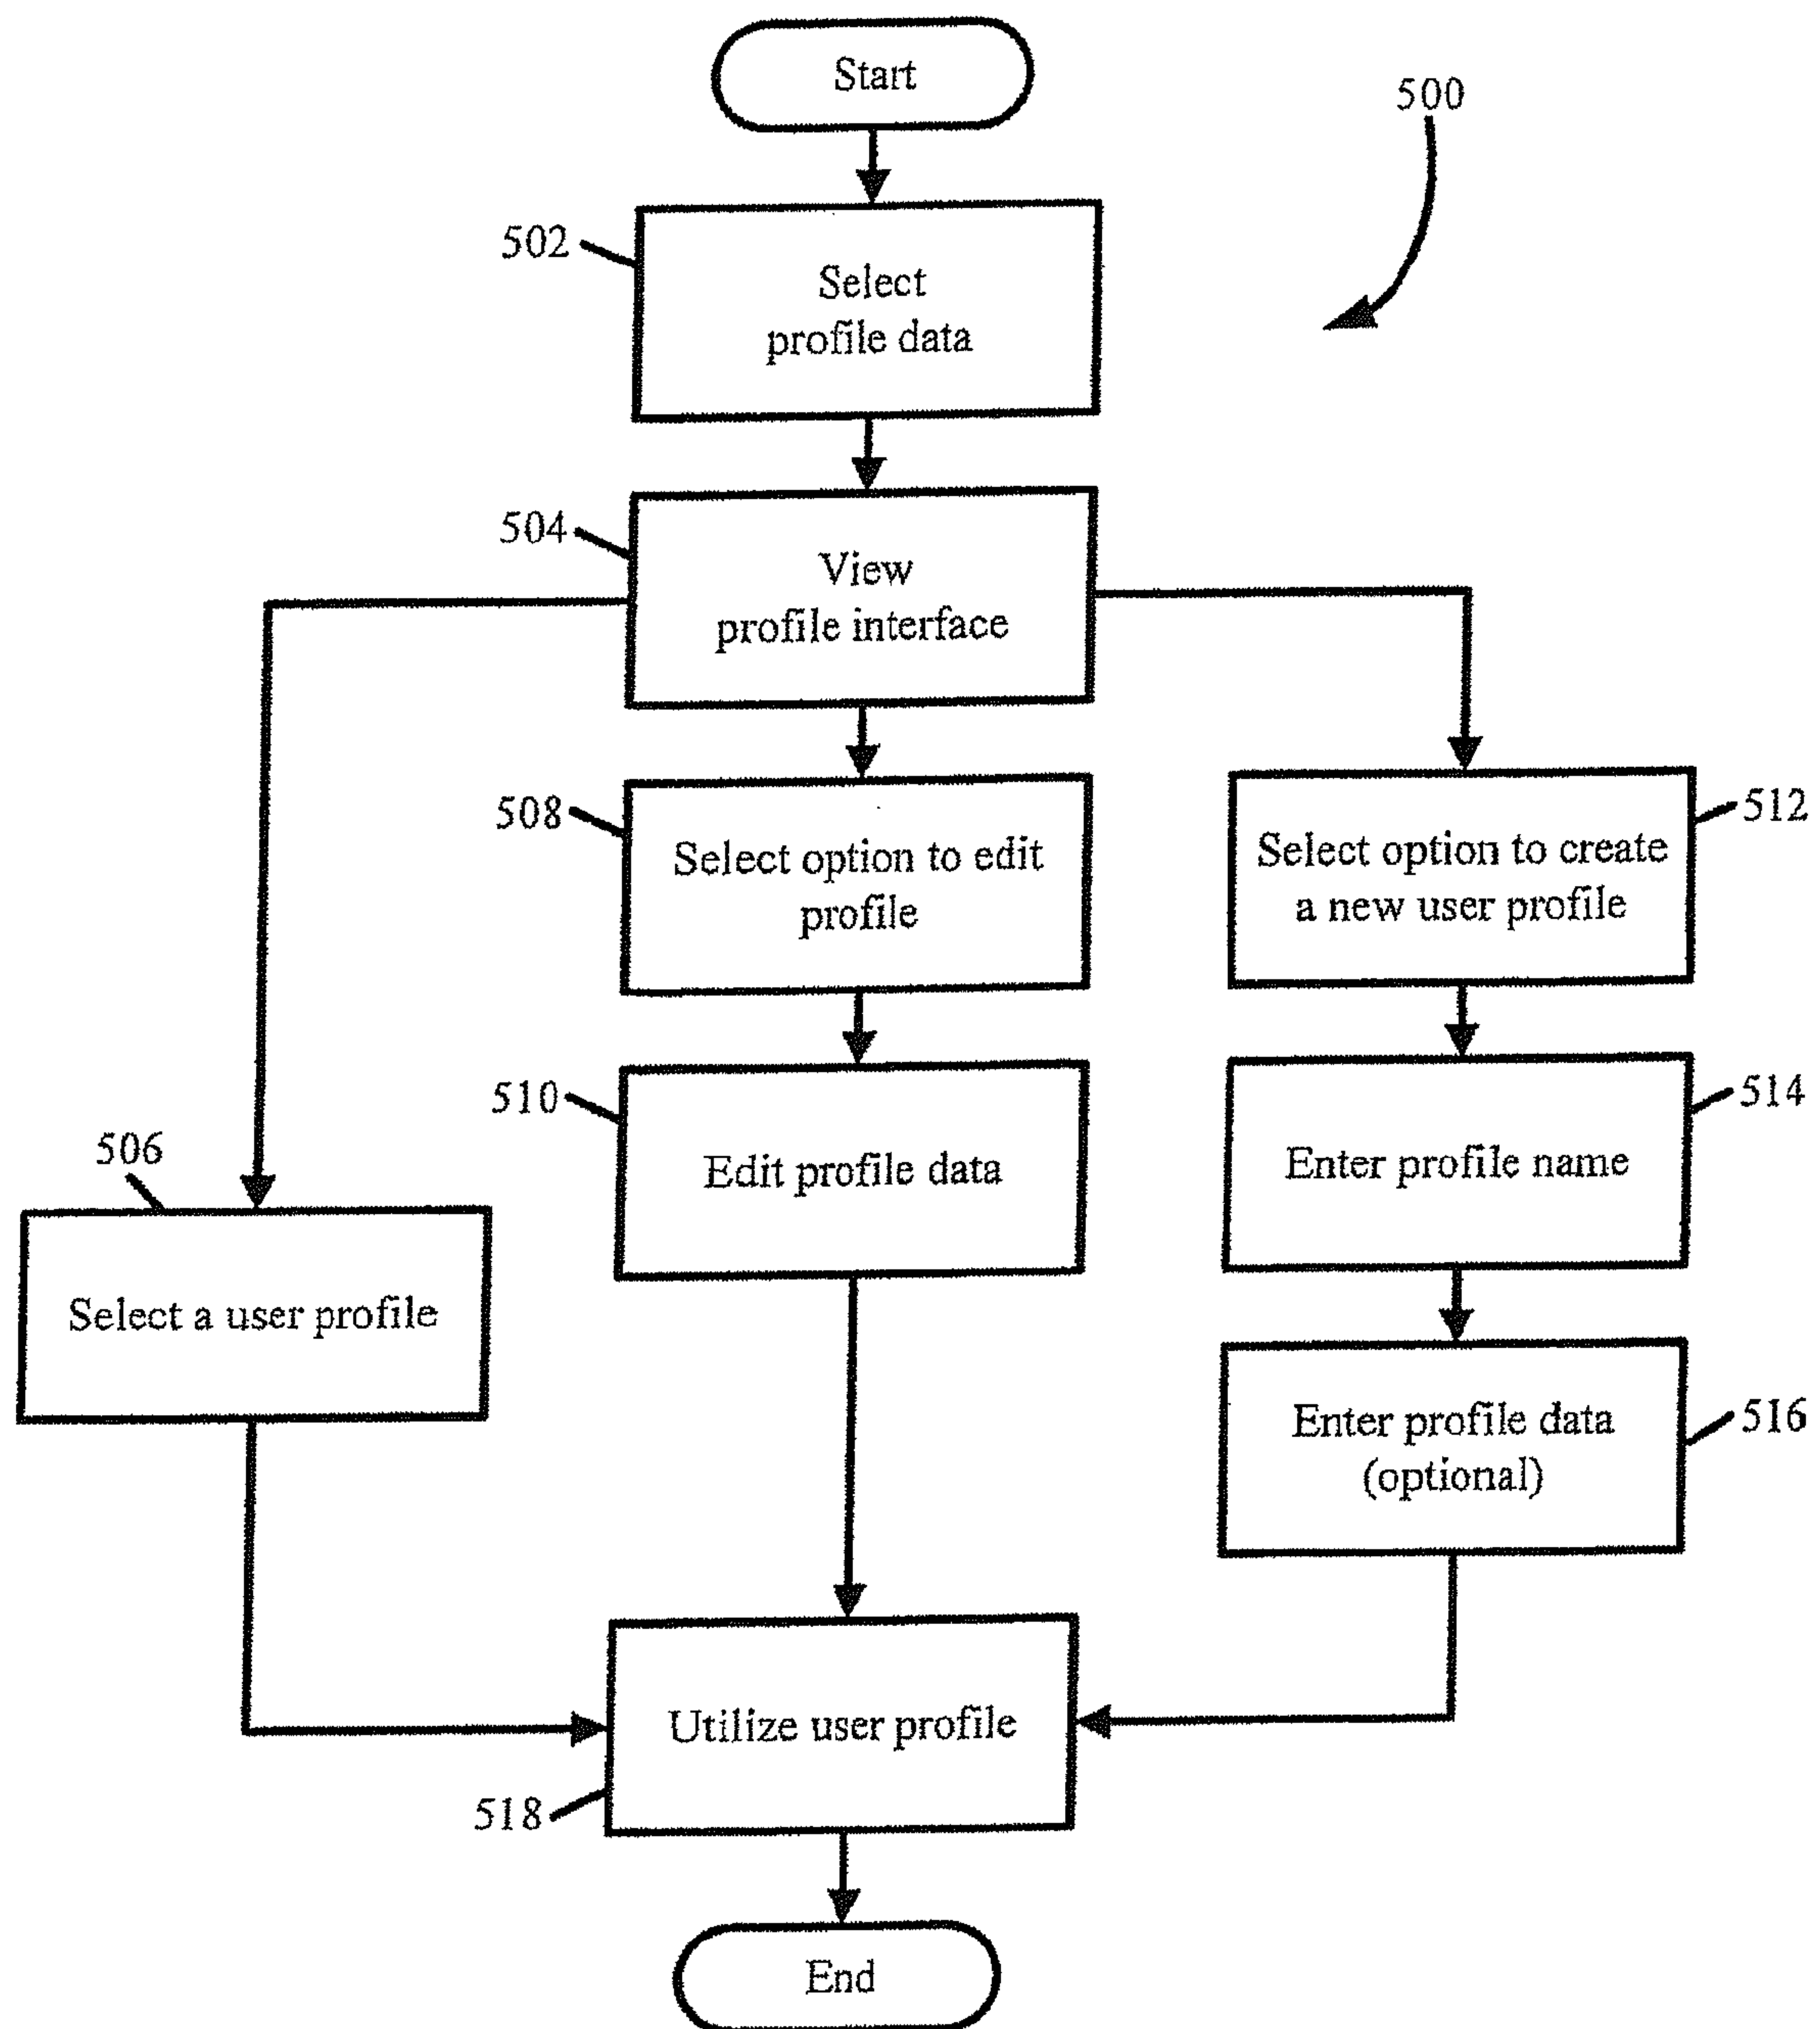 Start
500
502
Select
profile data
504
View
profile interface
508
Select option to edit
profile
512
Select option to create
a new user profile
510
Edit profile data
514
Enter profile name
506
Select a user profile
516
Enter profile data
(optional)
Utilize user profile
518
End